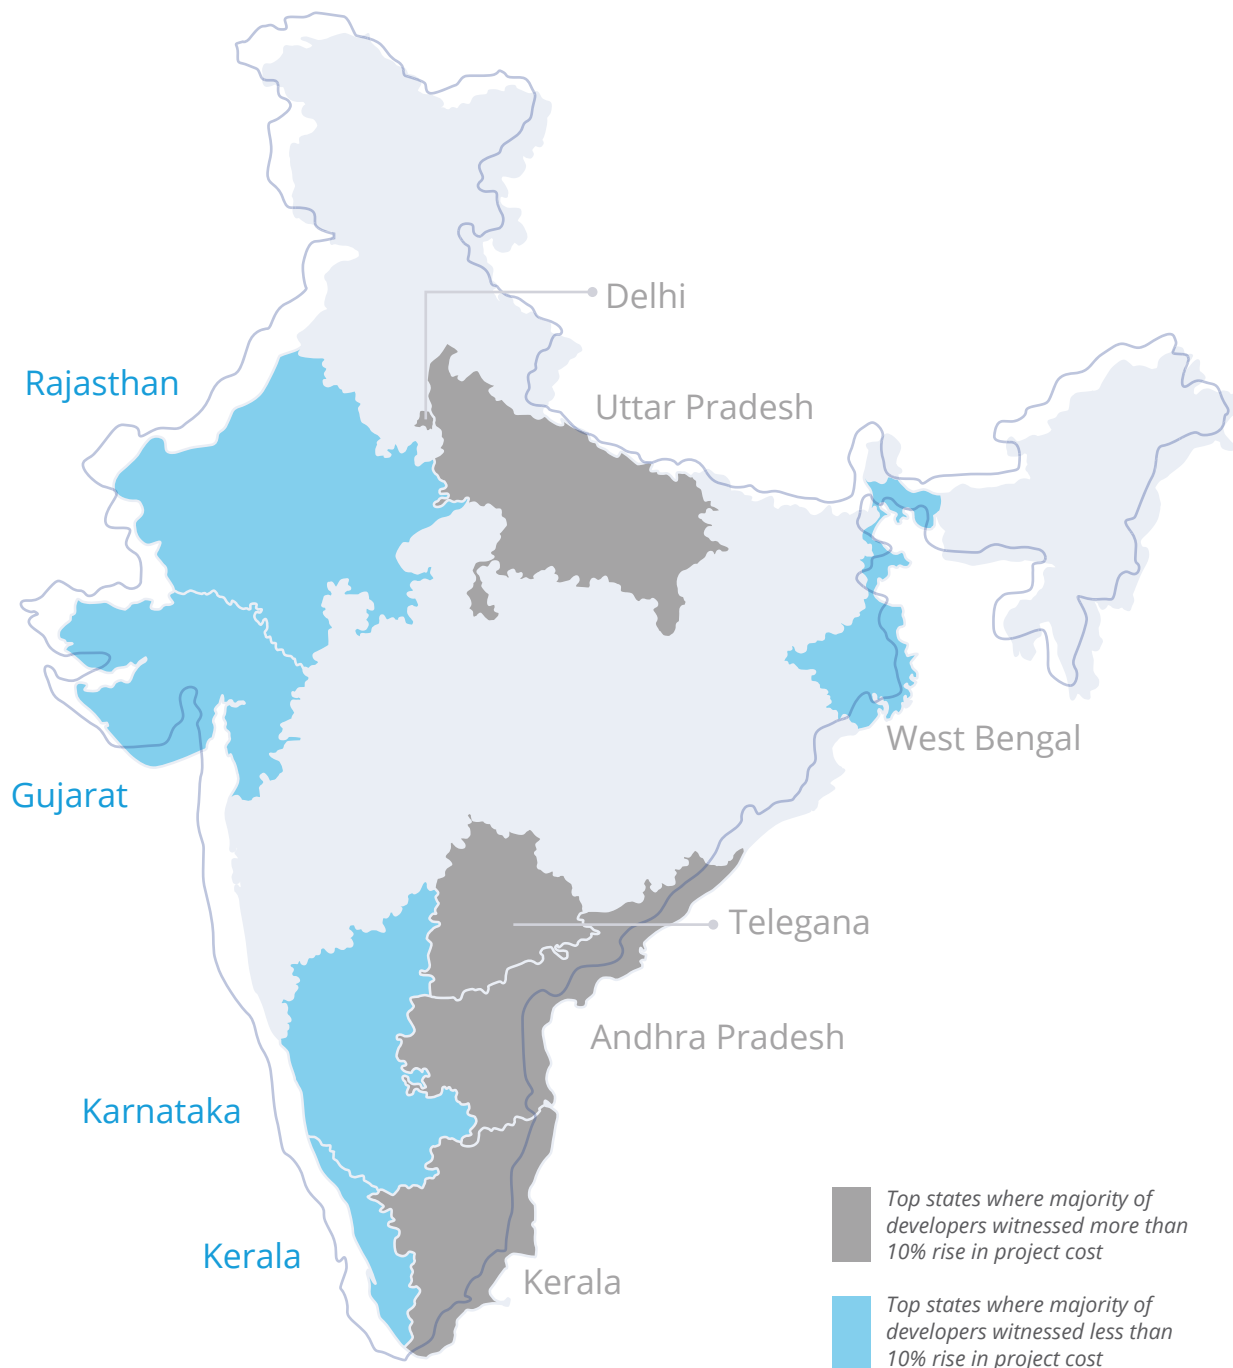 Delhi
Rajasthan
Uttar Pradesh
West Bengal
Gujarat
Telegana
Andhra Pradesh
Karnataka
Kerala
Kerala
Top states where majority of
developers witnessed more than
10% rise in project cost
Top states where majority of
developers witnessed less than
10% rise in project cost